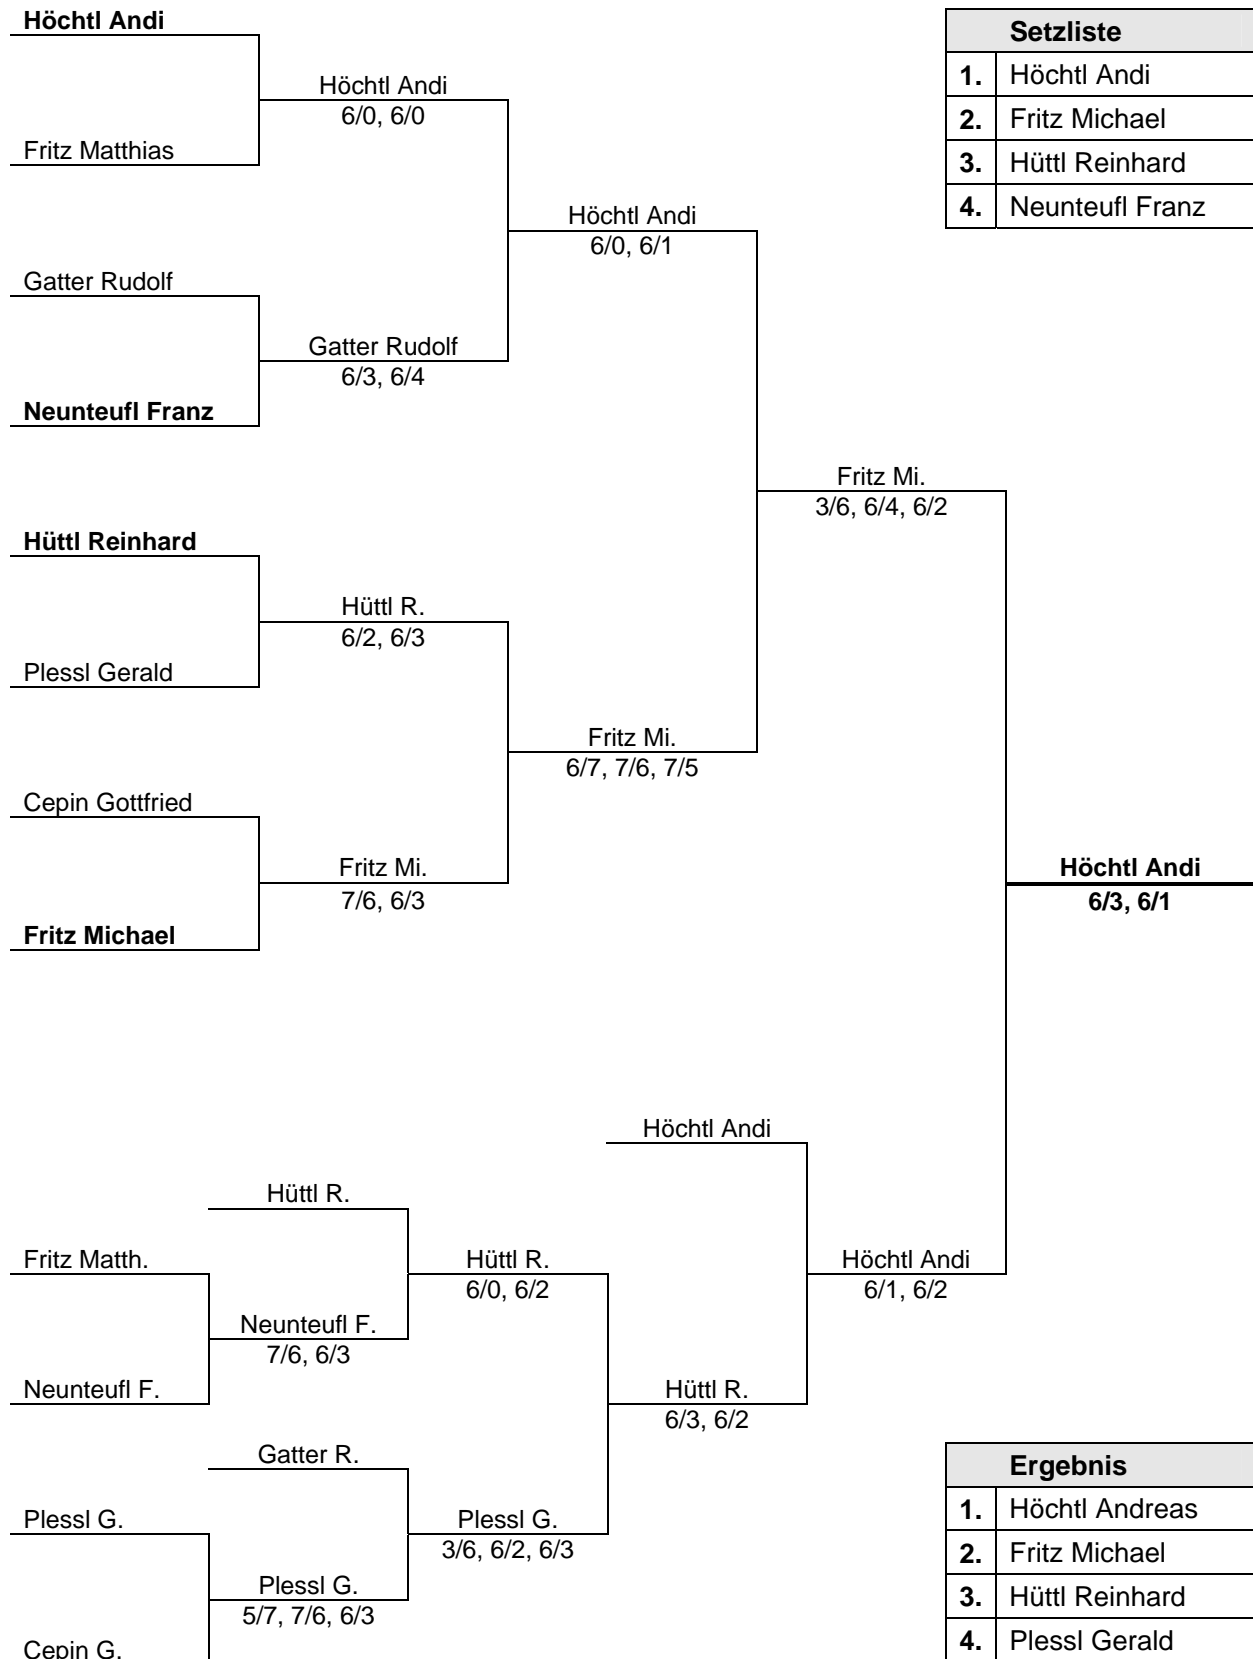 Höchtl Andi
Setzliste
1. Höchtl Andi
Höchtl Andi
6/0, 6/0
2. Fritz Michael
Fritz Matthias
3. Hüttl Reinhard
4. Neunteufl Franz
Höchtl Andi
6/0, 6/1
Gatter Rudolf
Gatter Rudolf
6/3, 6/4
Neunteufl Franz
Fritz Mi.
3/6, 6/4, 6/2
Hüttl Reinhard
Hüttl R.
6/2, 6/3
Plessl Gerald
Fritz Mi.
6/7, 7/6, 7/5
Cepin Gottfried
Fritz Mi.
7/6, 6/3
Höchtl Andi
6/3, 6/1
Fritz Michael
Höchtl Andi
Hüttl R.
Fritz Matth.
Hüttl R.
6/0, 6/2
Höchtl Andi
6/1, 6/2
Neunteufl F.
7/6, 6/3
Neunteufl F.
Hüttl R.
6/3, 6/2
Gatter R.
Ergebnis
1. Höchtl Andreas
Plessl G.
Plessl G.
3/6, 6/2, 6/3
2. Fritz Michael
Plessl G.
5/7, 7/6, 6/3
3. Hüttl Reinhard
4. Plessl Gerald
Cepin G.